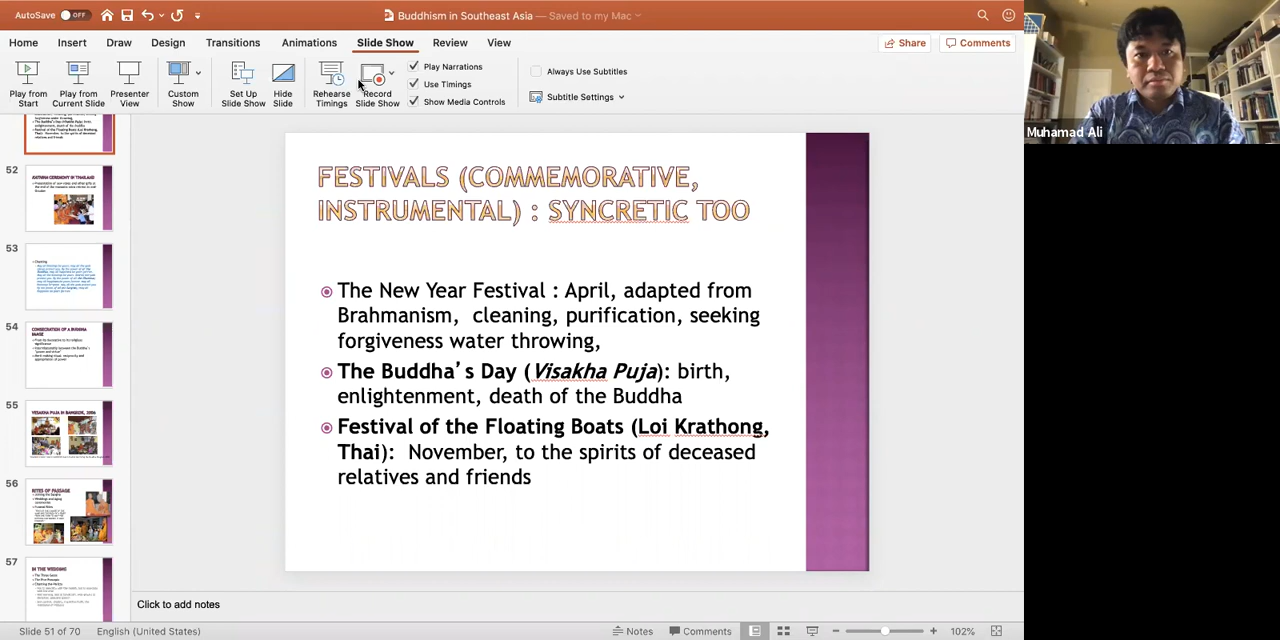 AutoSave OFF
Buddhism in Southeast Asia — Saved to my Mac
Home Insert Draw Design Transitions Animations Slide Show Review View
Share Comments
Play from Start
Play from Current Slide
Presenter View
Custom Show
Set Up Slide Show
Hide Slide
Rehearse Timings
Record Slide Show
Play Narrations
Use Timings
Show Media Controls
Always Use Subtitles
Subtitle Settings
Muhamad Ali
52
53
54
55
56
57
RITES OF PASSAGE
IN THE WEDDING
FESTIVALS (COMMEMORATIVE,
INSTRUMENTAL) : SYNCRETIC TOO
The New Year Festival : April, adapted from
Brahmanism, cleaning, purification, seeking
forgiveness water throwing,
The Buddha's Day (Visakha Puja): birth,
enlightenment, death of the Buddha
Festival of the Floating Boats (Loi Krathong,
Thai): November, to the spirits of deceased
relatives and friends
Click to add notes
Slide 51 of 70 English (United States)
Notes Comments 102%